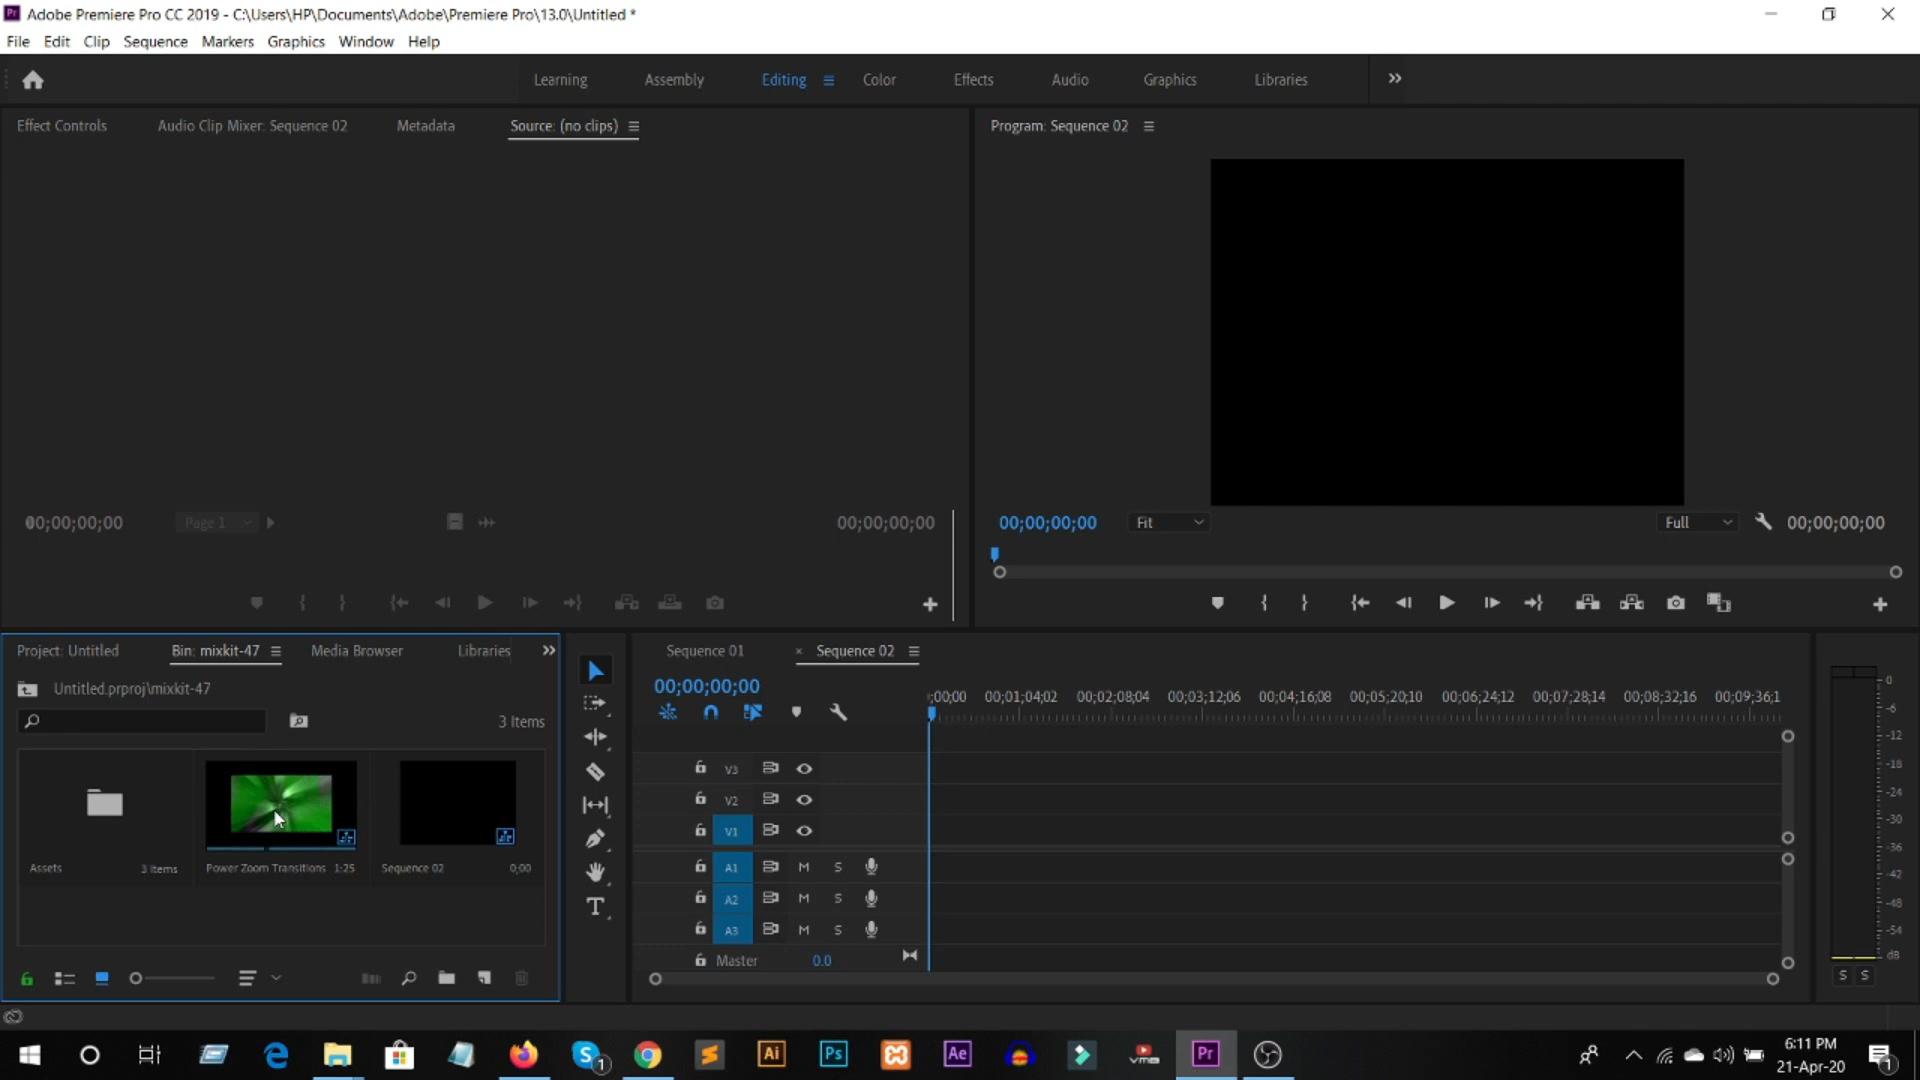 Adobe Premiere Pro CC 2019 - C:\Users\HP\Documents\Adobe\Premiere Pro\13.0\Untitled *
File Edit Clip Sequence Markers Graphics Window Help
Learning Assembly Editing Color Effects Audio Graphics Libraries
Effect Controls Audio Clip Mixer: Sequence 02 Metadata Source: (no clips)
Program: Sequence 02
00;00;00;00 Page 1 00;00;00;00
00;00;00;00 Fit Full 00;00;00;00
Project: Untitled Bin: mixkit-47 Media Browser Libraries
Untitled.prproj\mixkit-47
3 Items
Assets 3 Items
Power Zoom Transitions 1:25
Sequence 02 0;00
Sequence 01 × Sequence 02
00;00;00;00
;00;00 00;01;04;02 00;02;08;04 00;03;12;06 00;04;16;08 00;05;20;10 00;06;24;12 00;07;28;14 00;08;32;16 00;09;36;1
V3
V2
V1
A1 M S
A2 M S
A3 M S
Master 0.0
0
-6
-12
-18
-24
-30
-36
-42
-48
-54
dB
S S
T
S 1 Ai Ps Ae Pr
6:11 PM
21-Apr-20
1